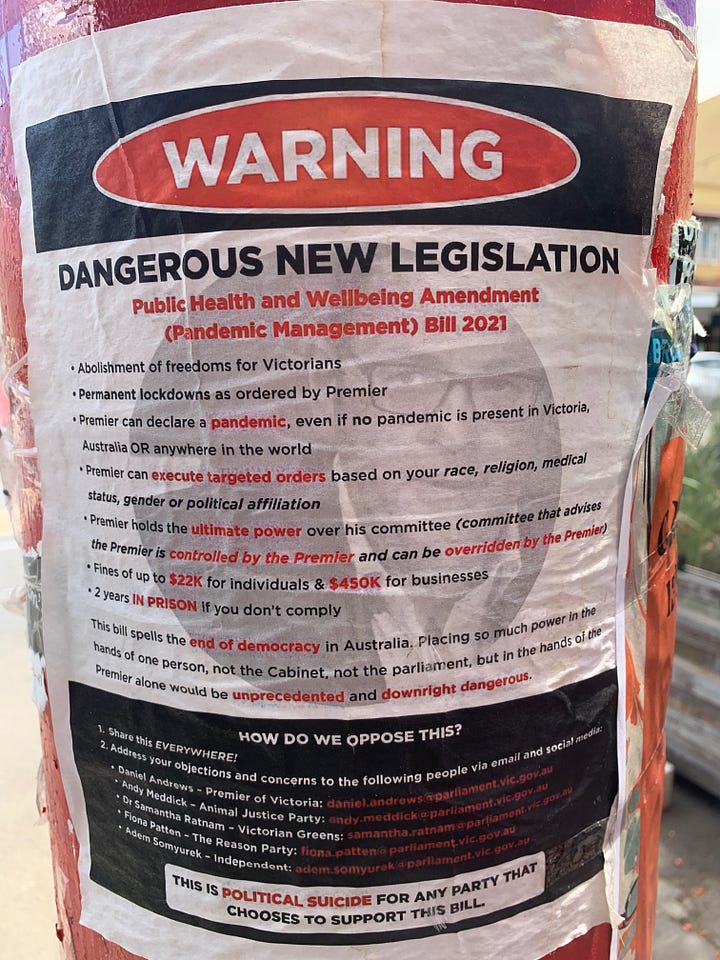 WARNING
DANGEROUS NEW LEGISLATION
Public Health and Wellbeing Amendment
(Pandemic Management) Bill 2021
• Abolishment of freedoms for Victorians
• Permanent lockdowns as ordered by Premier
• Premier can declare a pandemic, even if no pandemic is present in Victoria,
Australia OR anywhere in the world
• Premier can execute targeted orders based on your race, religion, medical
status, gender or political affiliation
• Premier holds the ultimate power over his committee (committee that advises
the Premier is controlled by the Premier and can be overridden by the Premier)
• Fines of up to $22K for individuals & $450K for businesses
• 2 years IN PRISON if you don't comply
This bill spells the end of democracy in Australia. Placing so much power in the
hands of one person, not the Cabinet, not the parliament, but in the hands of the
Premier alone would be unprecedented and downright dangerous.
HOW DO WE OPPOSE THIS?
1. Share this EVERYWHERE!
2. Address your objections and concerns to the following people via email and social media:
• Daniel Andrews - Premier of Victoria: daniel.andrews@parliament.vic.gov.au
• Andy Meddick - Animal Justice Party: andy.meddick@parliament.vic.gov.au
• Dr Samantha Ratnam - Victorian Greens: samantha.ratnam@parliament.vic.gov.au
• Fiona Patten - The Reason Party: fiona.patten@parliament.vic.gov.au
• Adem Somyurek - Independent: adem.somyurek@parliament.vic.gov.au
THIS IS POLITICAL SUICIDE FOR ANY PARTY THAT
CHOOSES TO SUPPORT THIS BILL.